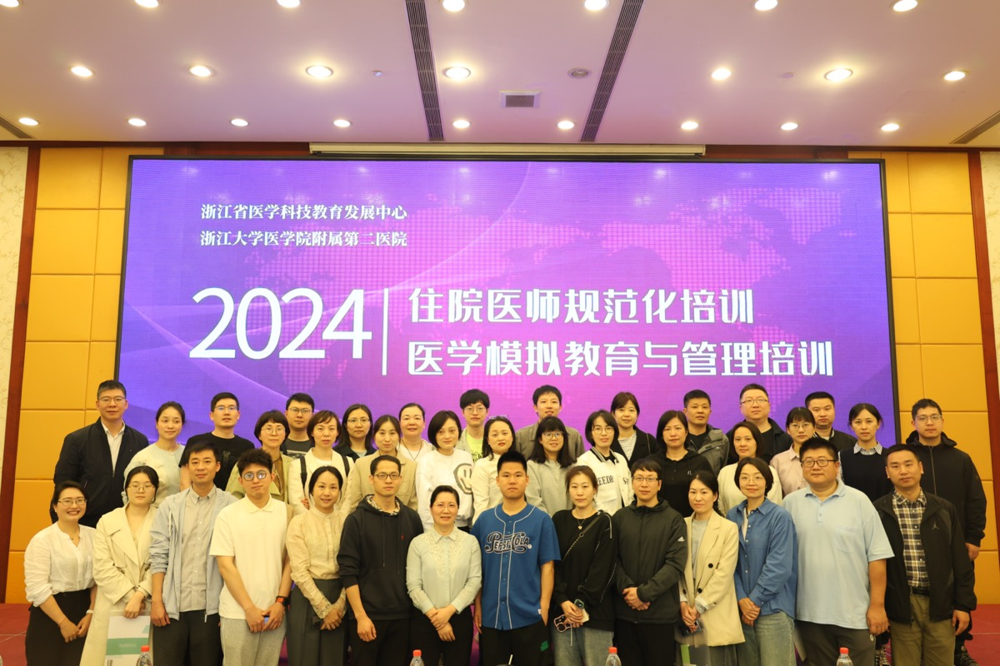 浙江省医学科技教育发展中心
浙江大学医学院附属第二医院
2024
住院医师规范化培训
医学模拟教育与管理培训
PEPSI COLA